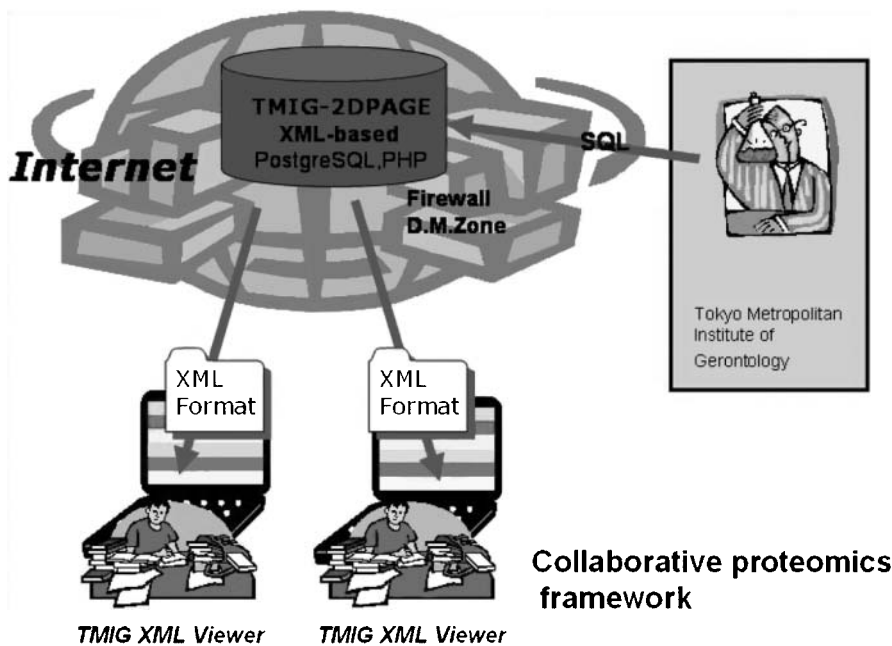 TMIG-2DPAGE
XML-based
PostgreSQL,PHP
Internet
SQL
Firewall
D.M.Zone
Tokyo Metropolitan
Institute of
Gerontology
XML
Format
XML
Format
Collaborative proteomics
framework
TMIG XML Viewer
TMIG XML Viewer